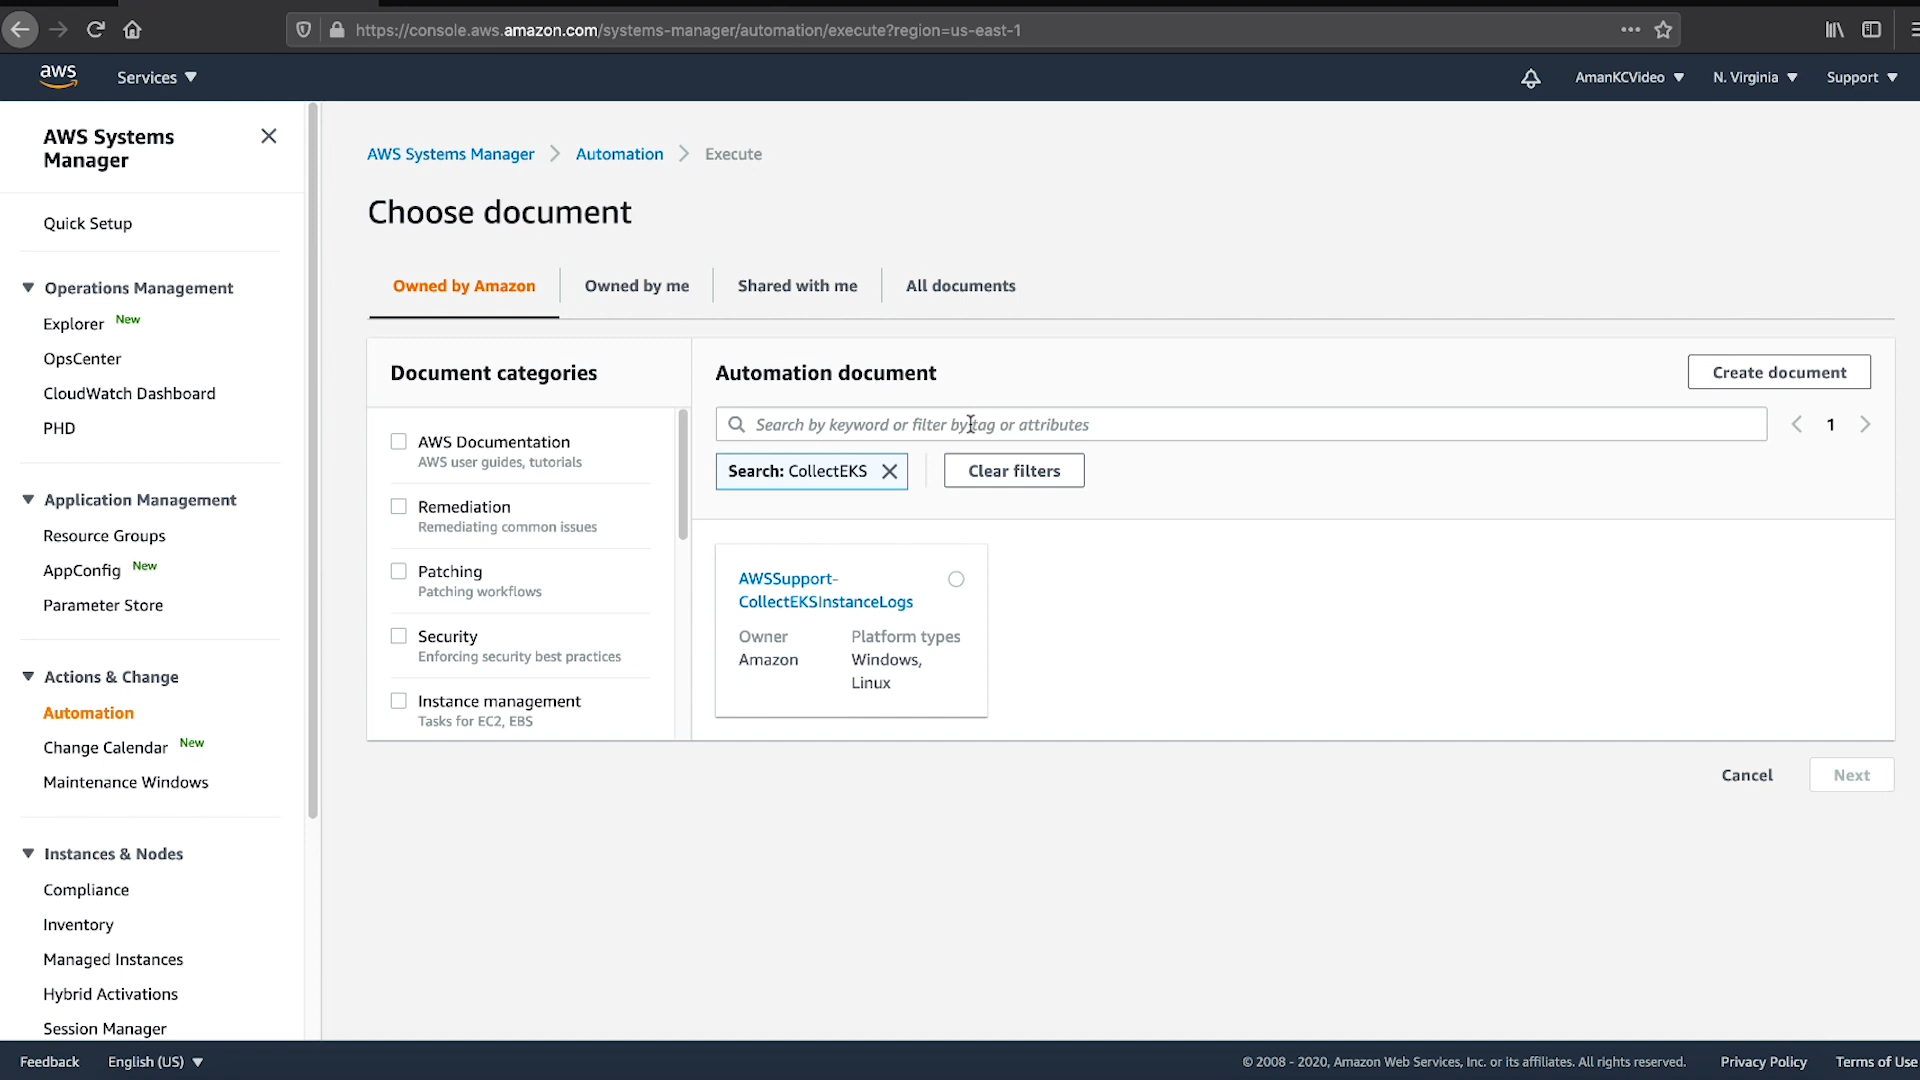 https://console.aws.amazon.com/systems-manager/automation/execute?region=us-east-1
aws
Services
AmanKCVideo
N. Virginia
Support
AWS Systems
Manager
Quick Setup
Operations Management
Explorer New
OpsCenter
CloudWatch Dashboard
PHD
Application Management
Resource Groups
AppConfig New
Parameter Store
Actions & Change
Automation
Change Calendar New
Maintenance Windows
Instances & Nodes
Compliance
Inventory
Managed Instances
Hybrid Activations
Session Manager
AWS Systems Manager > Automation > Execute
Choose document
Owned by Amazon
Owned by me
Shared with me
All documents
Document categories
AWS Documentation
AWS user guides, tutorials
Remediation
Remediating common issues
Patching
Patching workflows
Security
Enforcing security best practices
Instance management
Tasks for EC2, EBS
Automation document
Create document
Search by keyword or filter by tag or attributes
1
Search: CollectEKS
Clear filters
AWSSupport-
CollectEKSInstanceLogs
Owner
Amazon
Platform types
Windows,
Linux
Cancel
Next
Feedback
English (US)
© 2008 - 2020, Amazon Web Services, Inc. or its affiliates. All rights reserved.
Privacy Policy
Terms of Use